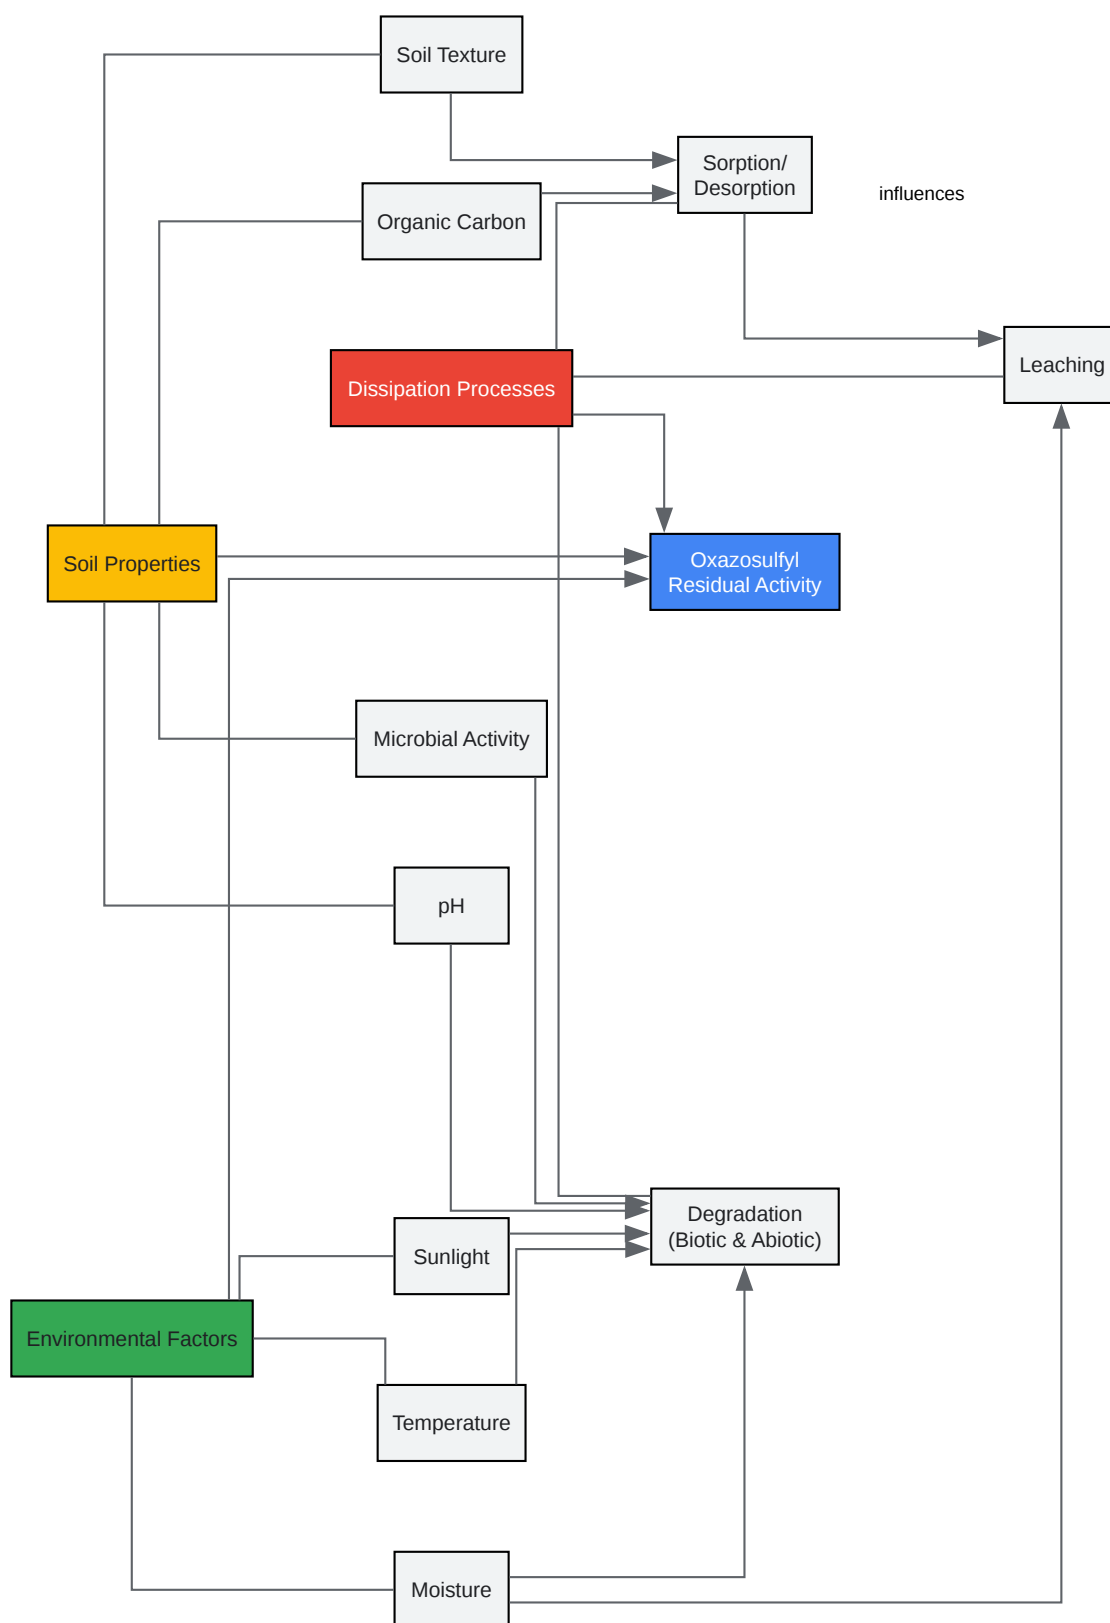 Soil Texture
Sorption/
Desorption
influences
Organic Carbon
Leaching
Dissipation Processes
Soil Properties
Oxazosulfyl
Residual Activity
Microbial Activity
pH
Degradation
(Biotic & Abiotic)
Sunlight
Environmental Factors
Temperature
Moisture